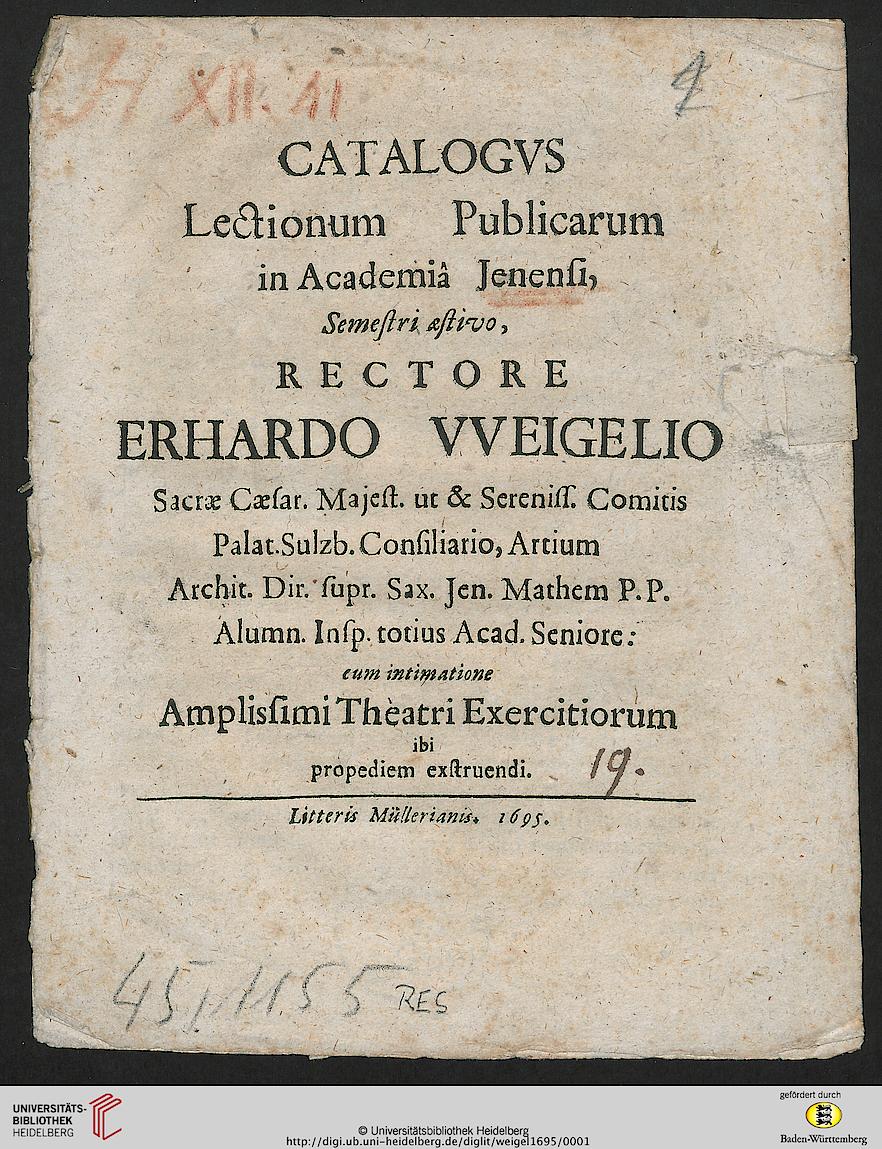 XII. 41
4
CATALOGVS
Lectionum Publicarum
in Academiâ Jenenſi,
Semeſtri æſtivo,
RECTORE
ERHARDO VVEIGELIO
Sacræ Cæſar. Majeſt. ut & Sereniſſ. Comitis
Palat. Sulzb. Conſiliario, Artium
Archit. Dir. ſupr. Sax. Jen. Mathem P. P.
Alumn. Inſp. totius Acad. Seniore:
cum intimatione
Amplisſimi Theatri Exercitiorum
ibi
propediem exſtruendi.
19.
Litteris Müllerianis. 1695.
RES
UNIVERSITÄTS-
BIBLIOTHEK
HEIDELBERG
© Universitätsbibliothek Heidelberg
http://digi.ub.uni-heidelberg.de/diglit/weigel1695/0001
gefördert durch
Baden-Württemberg